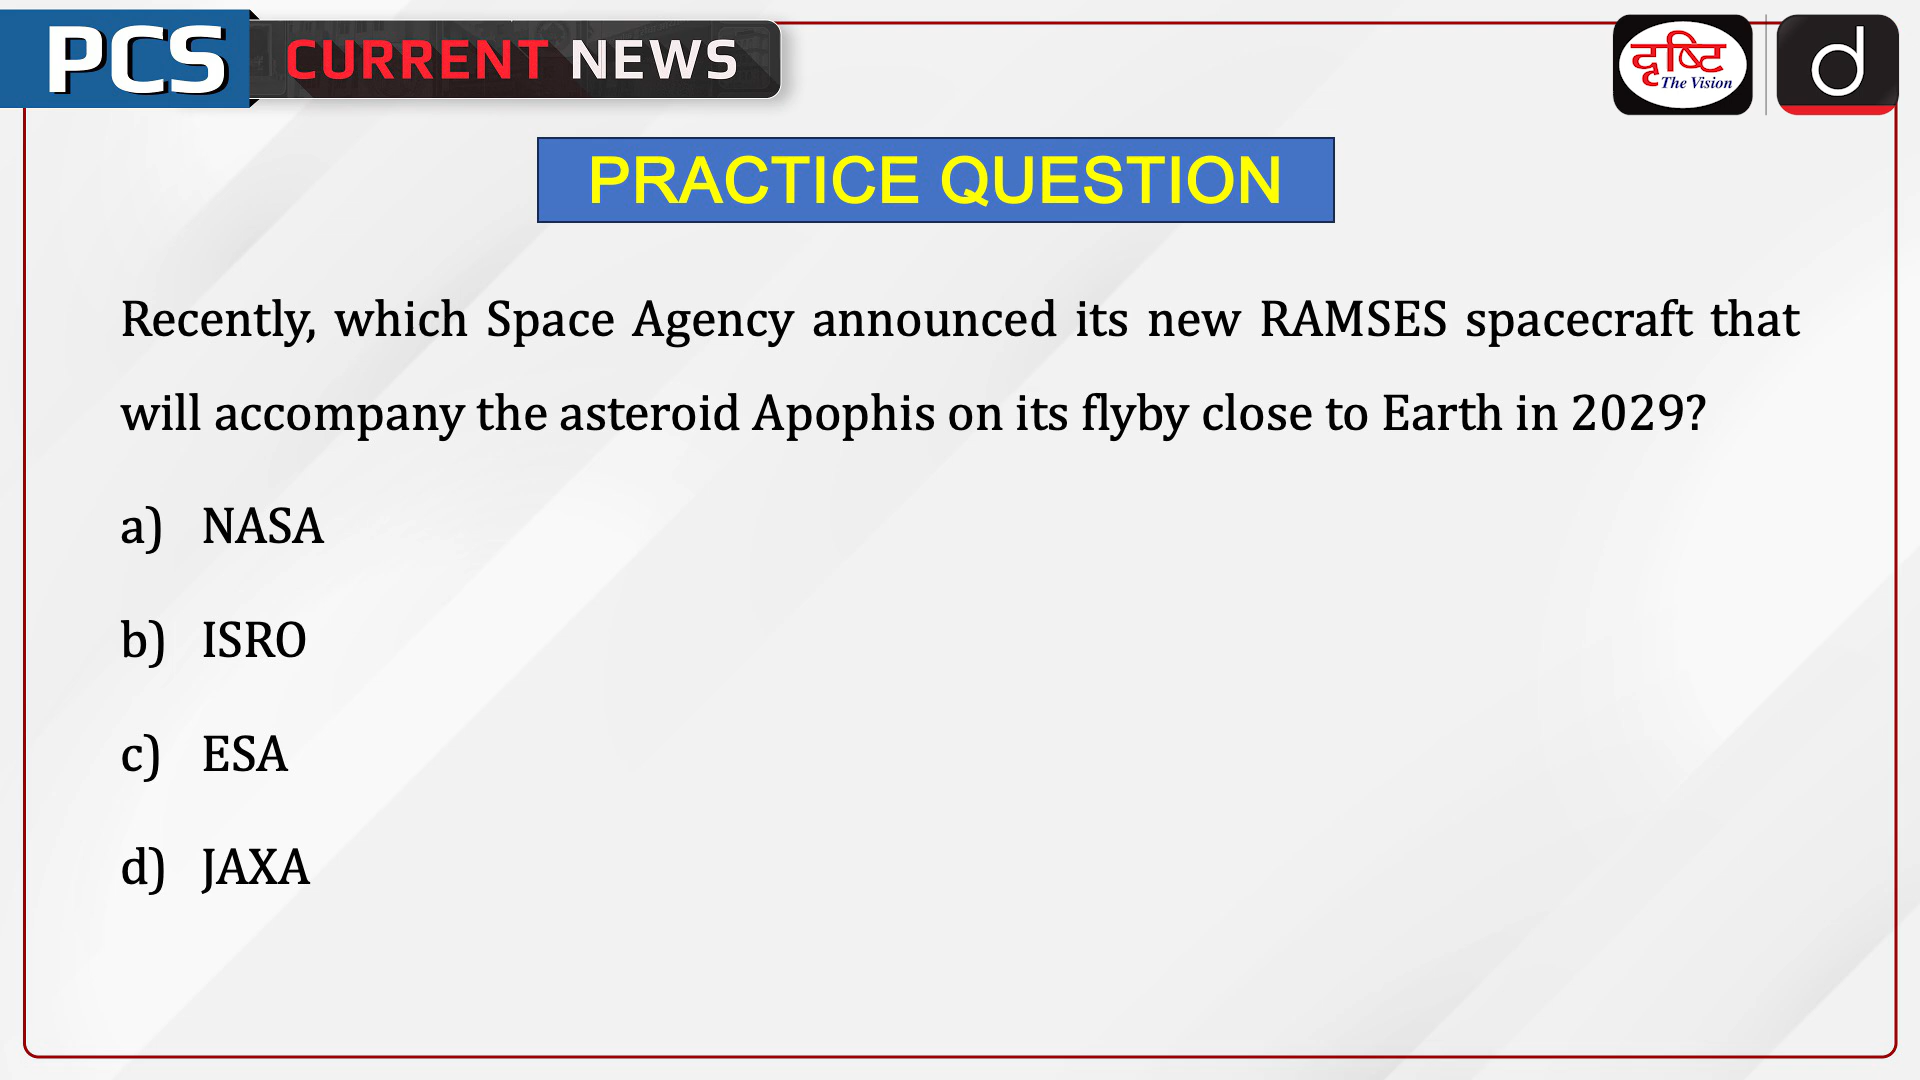 PCS CURRENT NEWS
दृष्टि
The Vision
d
PRACTICE QUESTION
Recently, which Space Agency announced its new RAMSES spacecraft that
will accompany the asteroid Apophis on its flyby close to Earth in 2029?
a) NASA
b) ISRO
c) ESA
d) JAXA